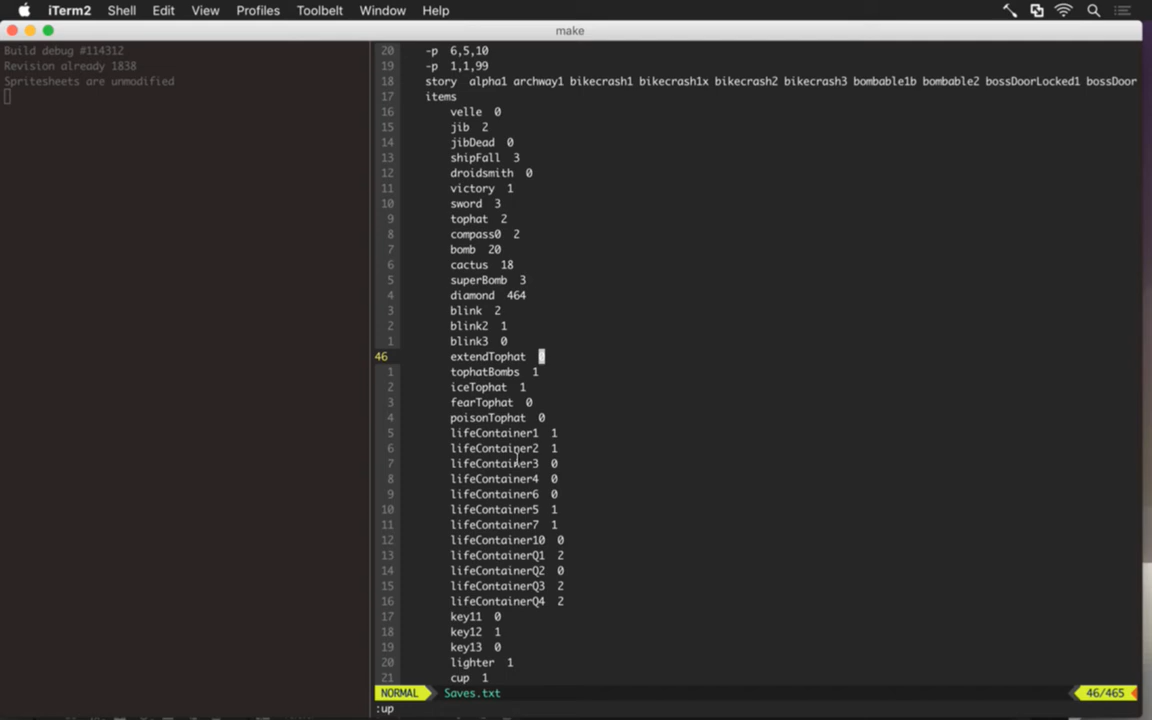 iTerm2 Shell Edit View Profiles Toolbelt Window Help
make
Build debug #114312
Revision already 1838
Spritesheets are unmodified
20 -p 6,5,10
19 -p 1,1,99
18 story alpha1 archway1 bikecrash1 bikecrash1x bikecrash2 bikecrash3 bombable1b bombable2 bossDoorLocked1 bossDoor
17 items
16 velle 0
15 jib 2
14 jibDead 0
13 shipFall 3
12 droidsmith 0
11 victory 1
10 sword 3
9 tophat 2
8 compass0 2
7 bomb 20
6 cactus 18
5 superBomb 3
4 diamond 464
3 blink 2
2 blink2 1
1 blink3 0
46 extendTophat 0
1 tophatBombs 1
2 iceTophat 1
3 fearTophat 0
4 poisonTophat 0
5 lifeContainer1 1
6 lifeContainer2 1
7 lifeContainer3 0
8 lifeContainer4 0
9 lifeContainer6 0
10 lifeContainer5 1
11 lifeContainer7 1
12 lifeContainer10 0
13 lifeContainerQ1 2
14 lifeContainerQ2 0
15 lifeContainerQ3 2
16 lifeContainerQ4 2
17 key11 0
18 key12 1
19 key13 0
20 lighter 1
21 cup 1
NORMAL Saves.txt 46/465
:up